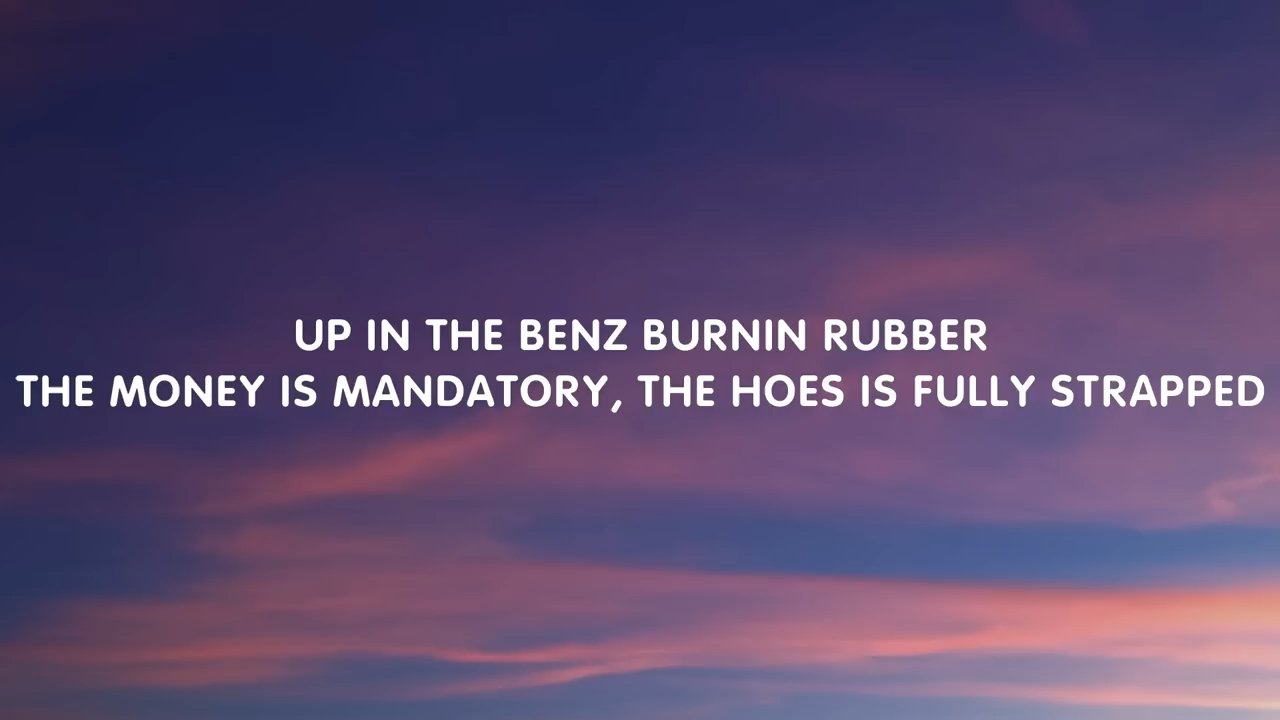 UP IN THE BENZ BURNIN RUBBER
THE MONEY IS MANDATORY, THE HOES IS FULLY STRAPPED